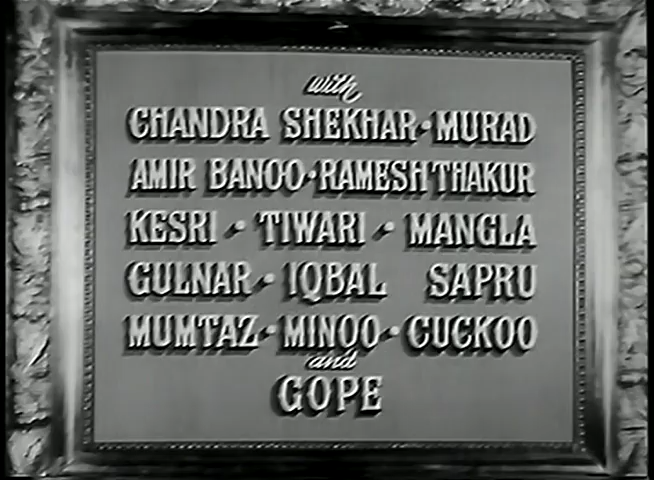 with
CHANDRA SHEKHAR · MURAD
AMIR BANOO · RAMESH THAKUR
KESRI · TIWARI · MANGLA
GULNAR · IQBAL SAPRU
MUMTAZ · MINOO · CUCKOO
and
GOPE